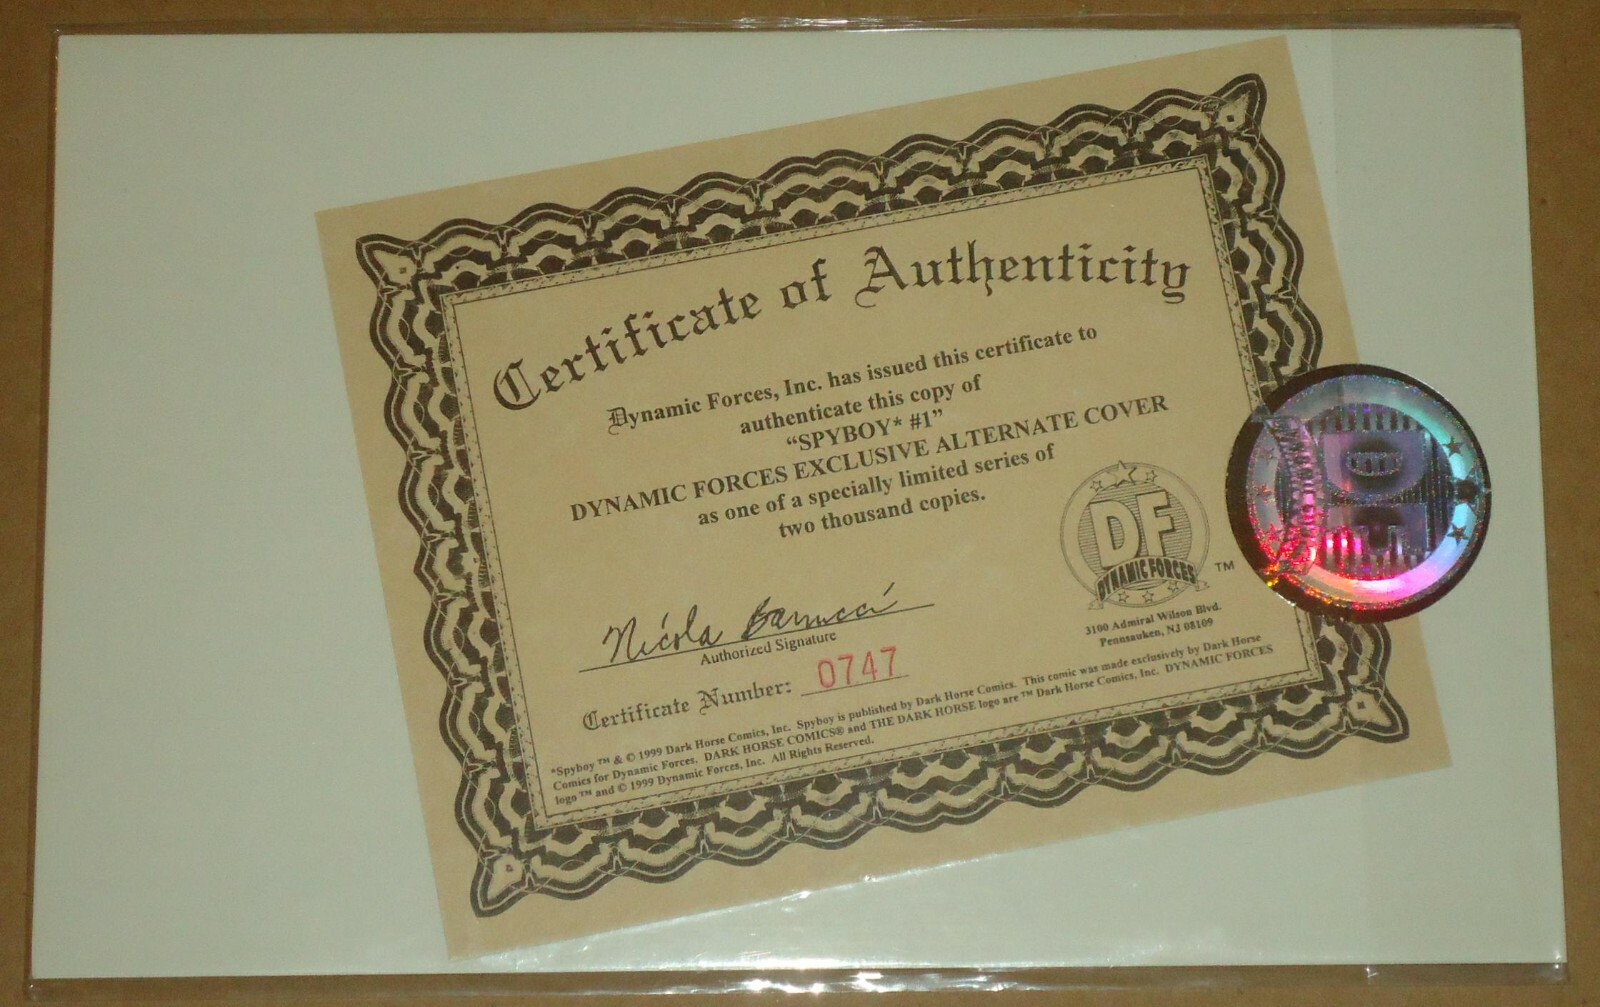 Certificate of Authenticity
Dynamic Forces, Inc. has issued this certificate to
authenticate this copy of
“SPYBOY* #1”
DYNAMIC FORCES EXCLUSIVE ALTERNATE COVER
as one of a specially limited series of
two thousand copies.
DF
DYNAMIC FORCES
TM
3100 Admiral Wilson Blvd.
Pennsauken, NJ 08109
Nicola Barrucci
Authorized Signature
Certificate Number: 0747
*Spyboy ™ & © 1999 Dark Horse Comics, Inc. Spyboy is published by Dark Horse Comics. This comic was made exclusively by Dark Horse
Comics for Dynamic Forces. DARK HORSE COMICS® and THE DARK HORSE logo are ™ Dark Horse Comics, Inc. DYNAMIC FORCES
logo ™ and © 1999 Dynamic Forces, Inc. All Rights Reserved.
DF